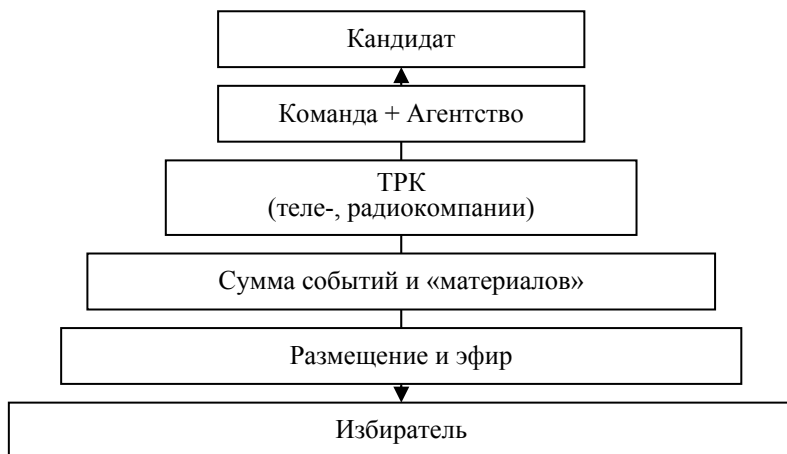 Кандидат
Команда + Агентство
ТРК
(теле-, радиокомпании)
Сумма событий и «материалов»
Размещение и эфир
Избиратель